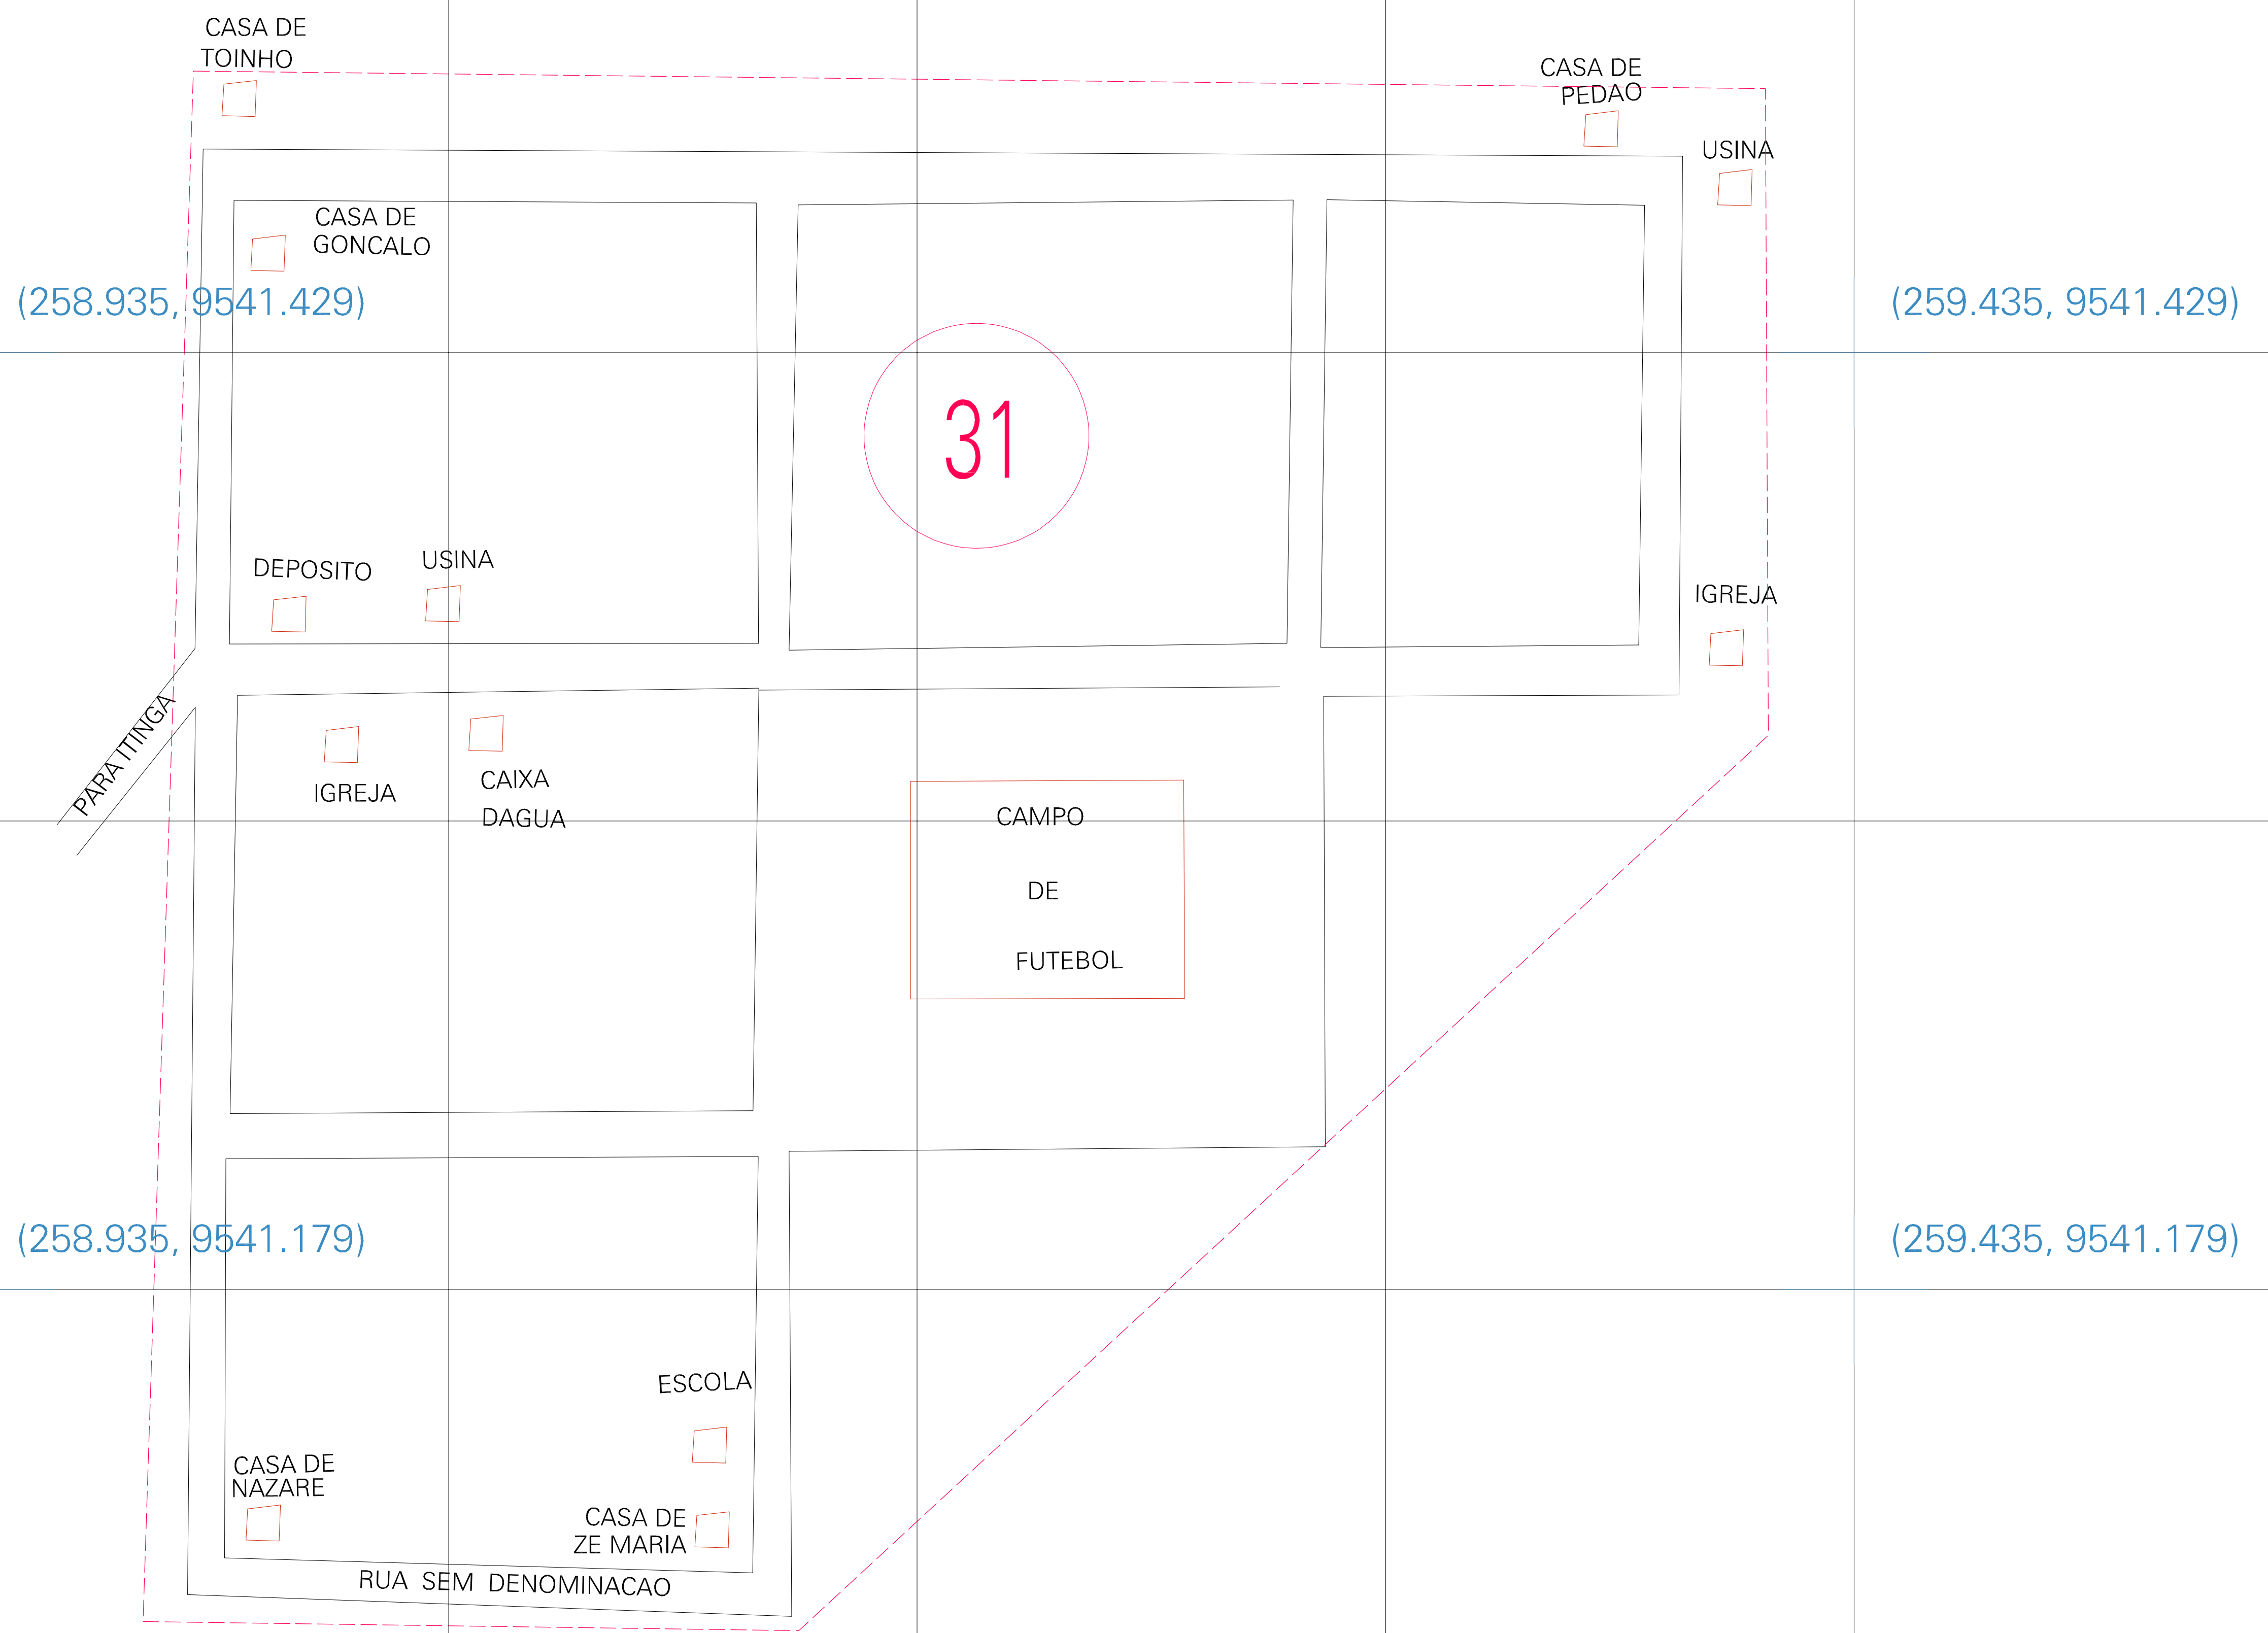 CASA DE
TOINHO
CASA DE
PEDAO
USINA
CASA DE
GONCALO
(258.935, 9541.429)
(259.435, 9541.429)
31
DEPOSITO
USINA
IGREJA
PARA ITINGA
IGREJA
CAIXA
DAGUA
CAMPO
DE
FUTEBOL
(258.935, 9541.179)
(259.435, 9541.179)
ESCOLA
CASA DE
NAZARE
CASA DE
ZE MARIA
RUA SEM DENOMINACAO